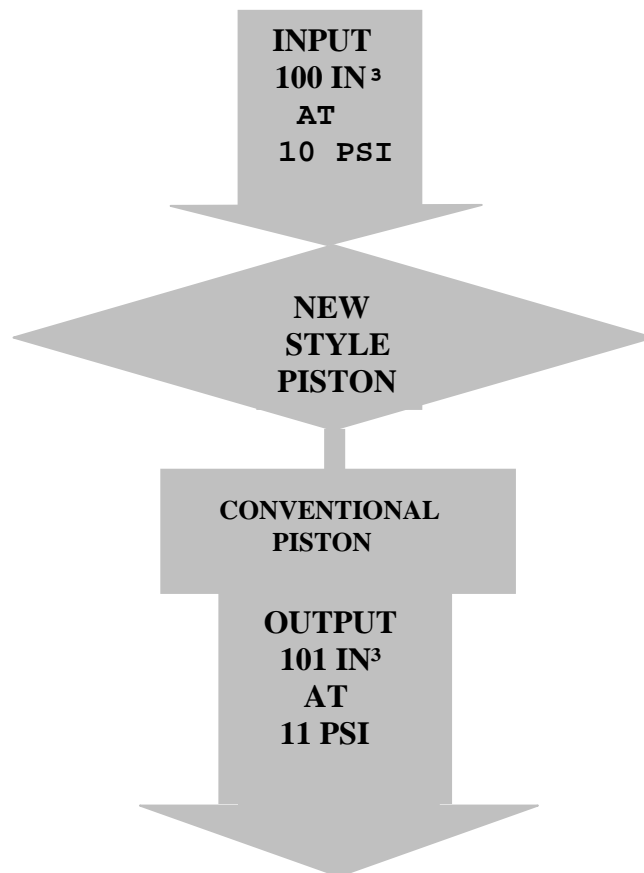 INPUT
100 IN³
AT
10 PSI
NEW
STYLE
PISTON
CONVENTIONAL
PISTON
OUTPUT
101 IN³
AT
11 PSI